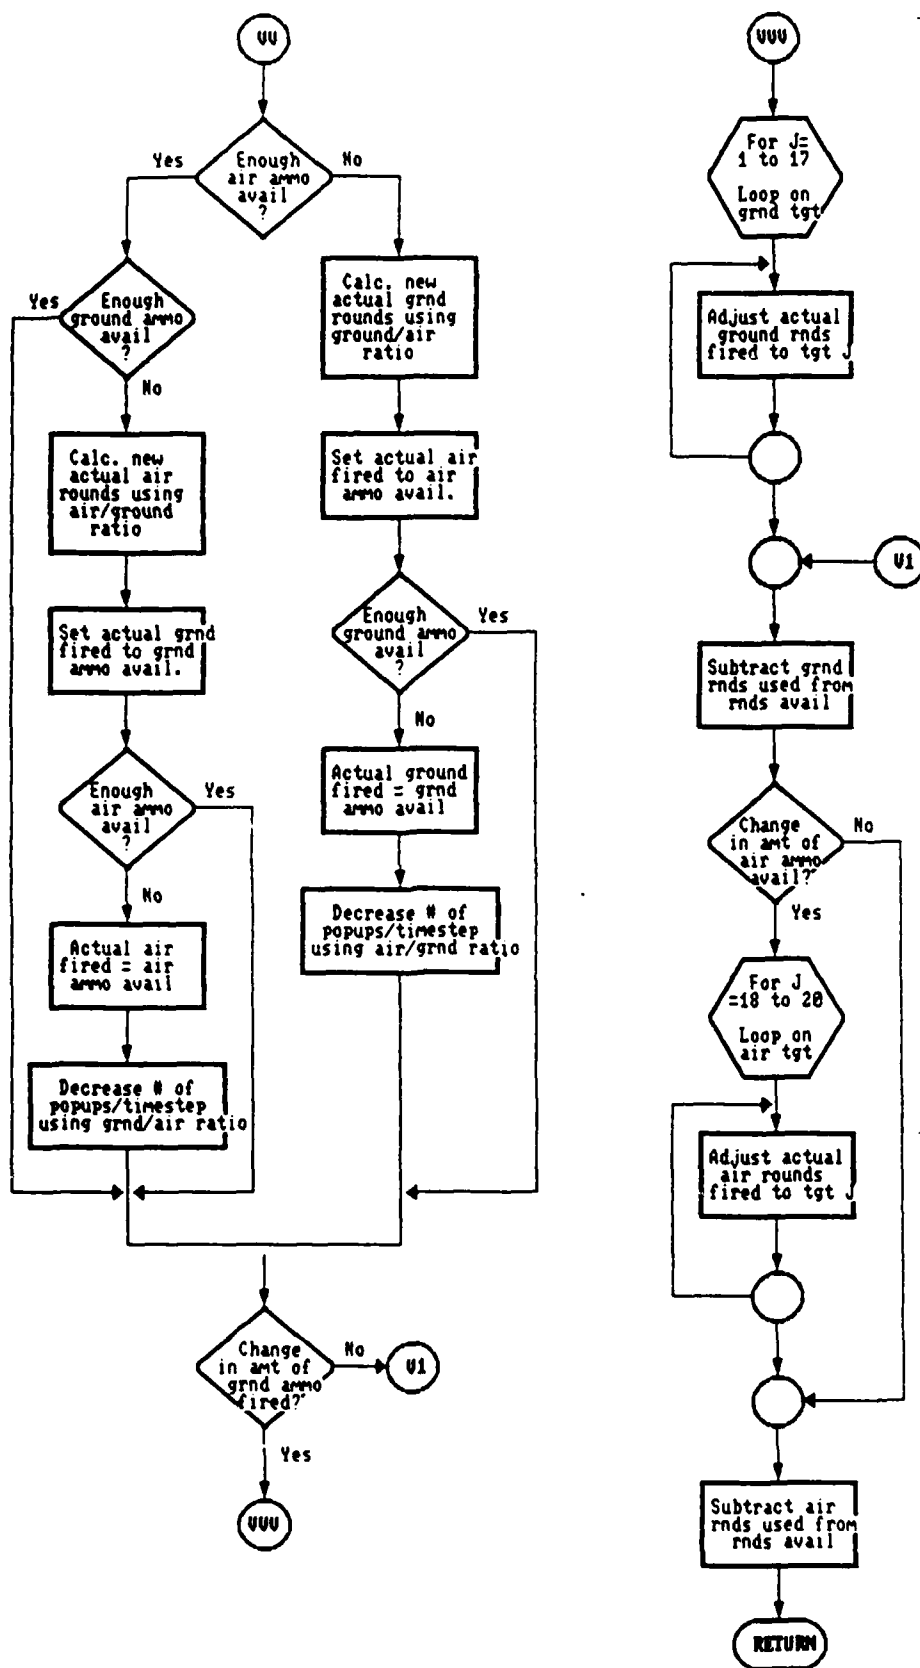 VV
Enough
air ammo
avail
?
Yes
No
Enough
ground ammo
avail
?
Yes
No
Calc. new
actual air
rounds using
air/ground
ratio
Set actual grnd
fired to grnd
ammo avail.
Enough
air ammo
avail
?
Yes
No
Actual air
fired = air
ammo avail
Decrease # of
popups/timestep
using grnd/air ratio
Calc. new
actual grnd
rounds using
ground/air
ratio
Set actual air
fired to air
ammo avail.
Enough
ground ammo
avail
?
Yes
No
Actual ground
fired = grnd
ammo avail
Decrease # of
popups/timestep
using air/grnd ratio
Change
in amt of
grnd ammo
fired?
No
V1
Yes
VVV
VVV
For J=
1 to 17
Loop on
grnd tgt
Adjust actual
ground rnds
fired to tgt J
V1
Subtract grnd
rnds used from
rnds avail
Change
in amt of
air ammo
avail?
No
Yes
For J
=18 to 20
Loop on
air tgt
Adjust actual
air rounds
fired to tgt J
Subtract air
rnds used from
rnds avail
RETURN